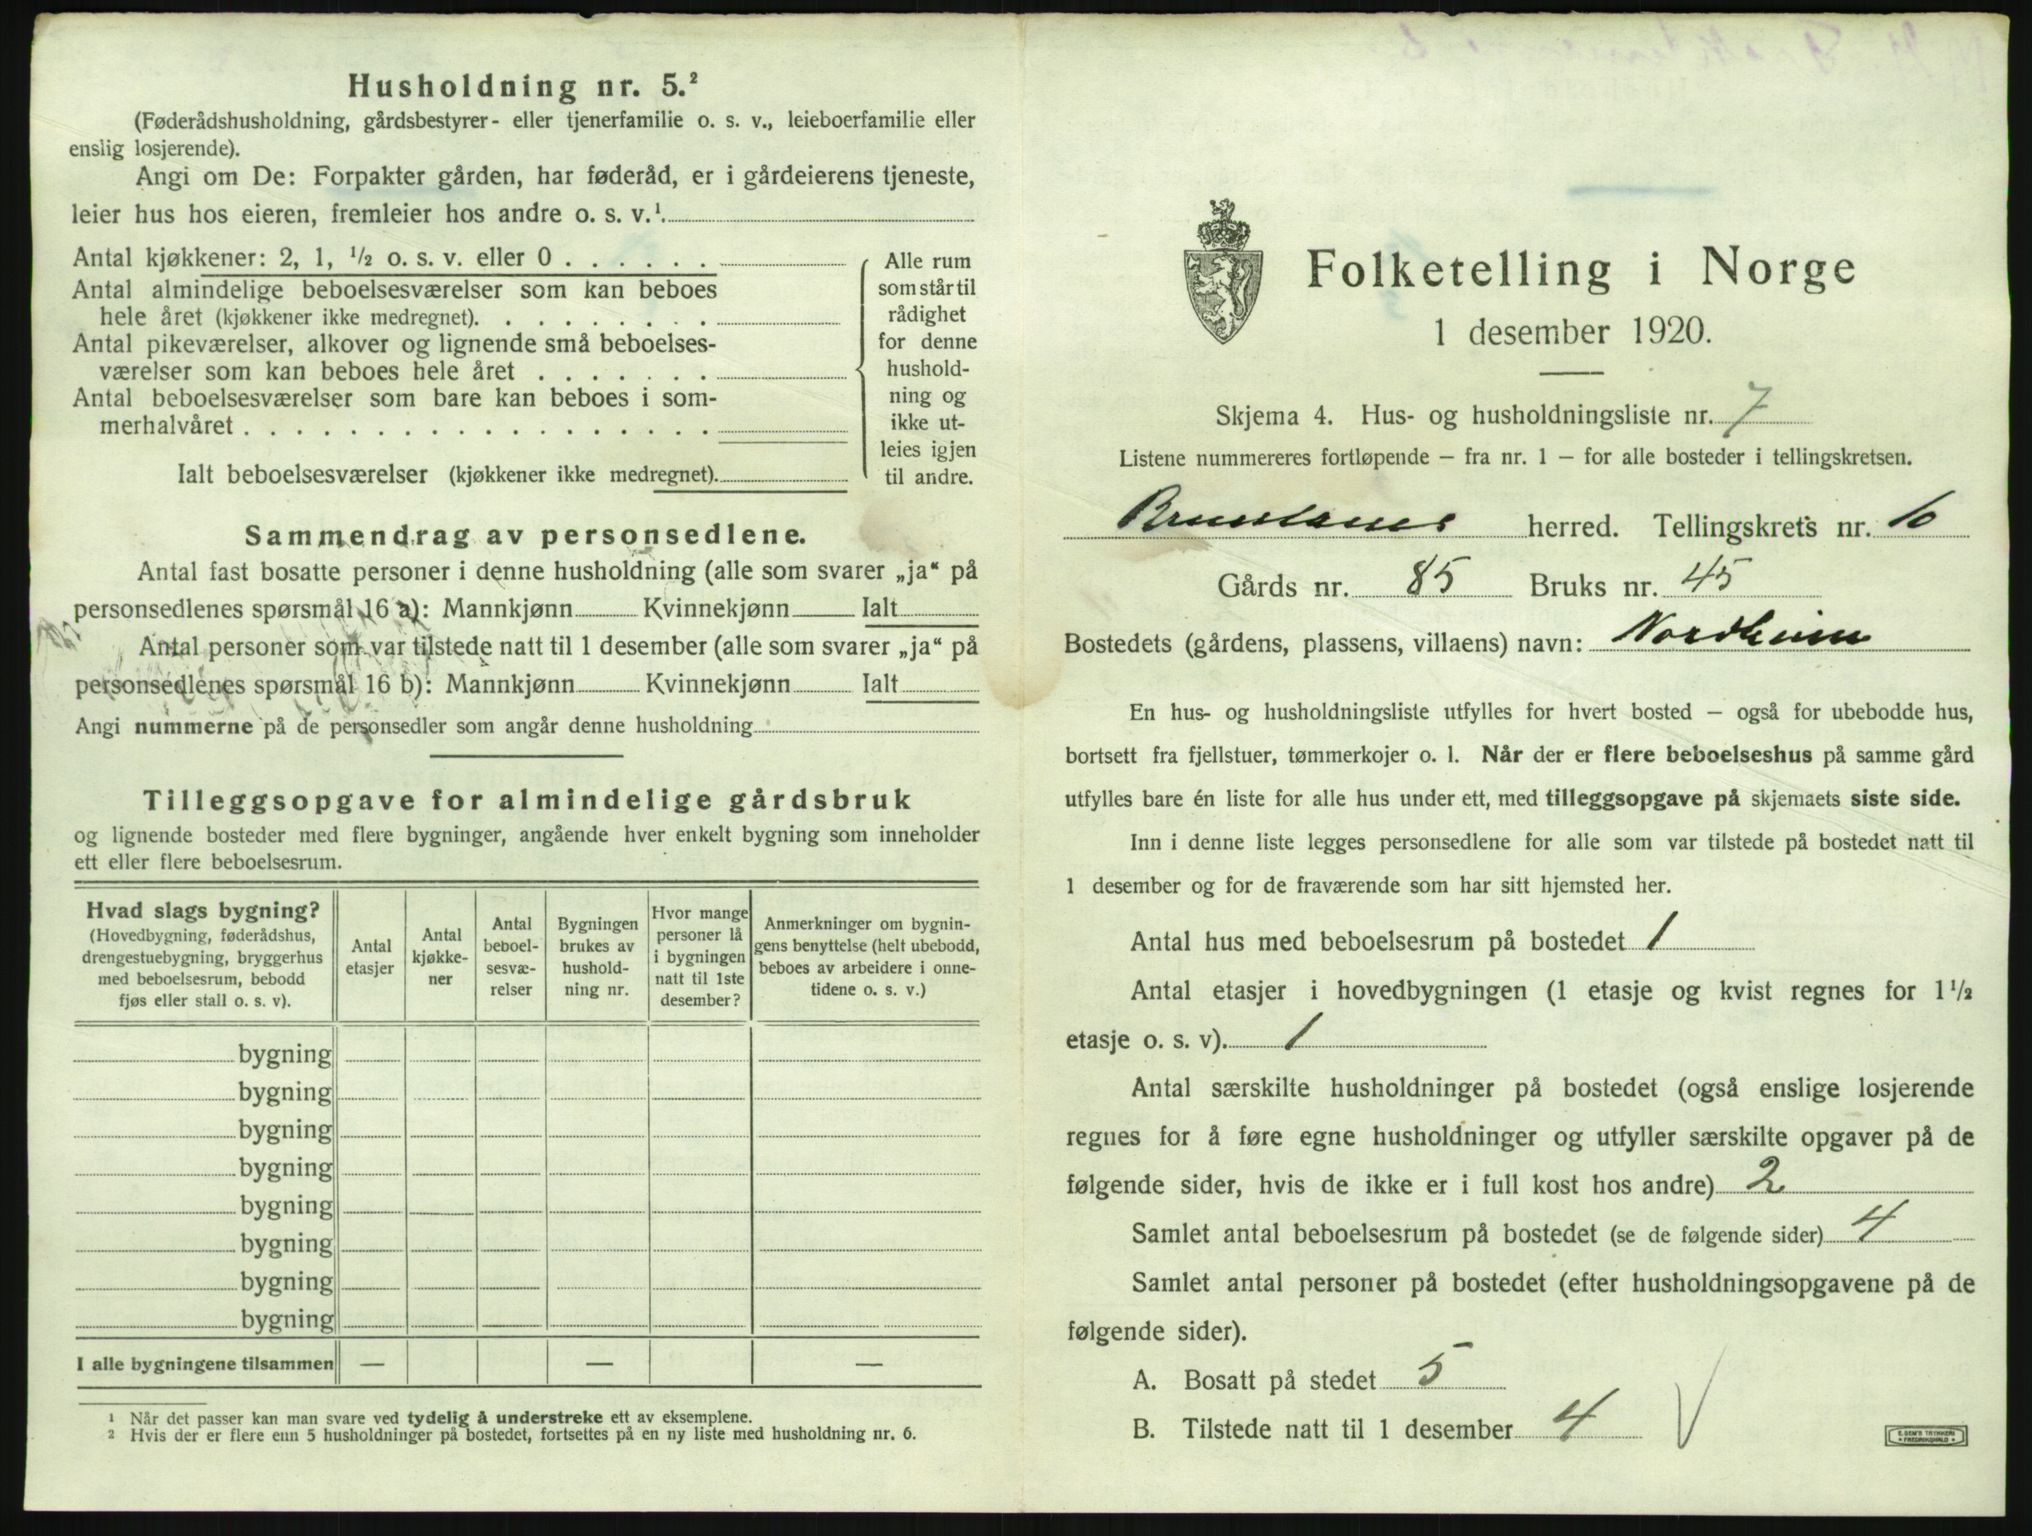 Husholdning nr. 5.²
(Føderådshusholdning, gårdsbestyrer- eller tjenerfamilie o. s. v., leieboerfamilie eller
enslig losjerende).
Angi om De: Forpakter gården, har føderåd, er i gårdeierens tjeneste,
leier hus hos eieren, fremleier hos andre o. s. v.¹.
Antal kjøkkener: 2, 1, ½ o. s. v. eller 0 . . . . . .
Antal almindelige beboelsesværelser som kan beboes
hele året (kjøkkener ikke medregnet). . . . . . . . .
Antal pikeværelser, alkover og lignende små beboelses-
værelser som kan beboes hele året . . . . . . .
Antal beboelsesværelser som bare kan beboes i som-
merhalvåret . . . . . . . . . . . . . . . . . .
Ialt beboelsesværelser (kjøkkener ikke medregnet).
Alle rum
som står til
rådighet
for denne
hushold-
ning og
ikke ut-
leies igjen
til andre.
Sammendrag av personsedlene.
Antal fast bosatte personer i denne husholdning (alle som svarer „ja“ på
personsedlenes spørsmål 16 a): Mannkjønn Kvinnekjønn Ialt
Antal personer som var tilstede natt til 1 desember (alle som svarer „ja“ på
personsedlenes spørsmål 16 b): Mannkjønn Kvinnekjønn Ialt
Angi nummerne på de personsedler som angår denne husholdning
Tilleggsopgave for almindelige gårdsbruk
og lignende bosteder med flere bygninger, angående hver enkelt bygning som inneholder
ett eller flere beboelsesrum.
Hvad slags bygning?
(Hovedbygning, føderådshus,
drengestuebygning, bryggerhus
med beboelsesrum, bebodd
fjøs eller stall o. s. v).
Antal
etasjer
Antal
kjøkke-
ner
Antal
beboel-
sesvæ-
relser
Bygningen
brukes av
hushold-
ning nr.
Hvor mange
personer lå
i bygningen
natt til 1ste
desember?
Anmerkninger om bygnin-
gens benyttelse (helt ubebodd,
beboes av arbeidere i onne-
tidene o. s. v.)
bygning
bygning
bygning
bygning
bygning
bygning
bygning
bygning
I alle bygningene tilsammen — — —
¹ Når det passer kan man svare ved tydelig å understreke ett av eksemplene.
² Hvis der er flere enn 5 husholdninger på bostedet, fortsettes på en ny liste med husholdning nr. 6.
Folketelling i Norge
1 desember 1920.
Skjema 4. Hus- og husholdningsliste nr. 7
Listene nummereres fortløpende – fra nr. 1 – for alle bosteder i tellingskretsen.
Brunlanes herred. Tellingskrets nr. 6
Gårds nr. 85 Bruks nr. 45
Bostedets (gårdens, plassens, villaens) navn: Nordheim
En hus- og husholdningsliste utfylles for hvert bosted – også for ubebodde hus,
bortsett fra fjellstuer, tømmerkojer o. l. Når der er flere beboelseshus på samme gård
utfylles bare én liste for alle hus under ett, med tilleggsopgave på skjemaets siste side.
Inn i denne liste legges personsedlene for alle som var tilstede på bostedet natt til
1 desember og for de fraværende som har sitt hjemsted her.
Antal hus med beboelsesrum på bostedet 1
Antal etasjer i hovedbygningen (1 etasje og kvist regnes for 1½
etasje o. s. v). 1
Antal særskilte husholdninger på bostedet (også enslige losjerende
regnes for å føre egne husholdninger og utfyller særskilte opgaver på de
følgende sider, hvis de ikke er i full kost hos andre) 2
Samlet antal beboelsesrum på bostedet (se de følgende sider) 4
Samlet antal personer på bostedet (efter husholdningsopgavene på de
følgende sider).
A. Bosatt på stedet 5
B. Tilstede natt til 1 desember 4
E. SEM'S TRYKKERI
FREDRIKSHALD